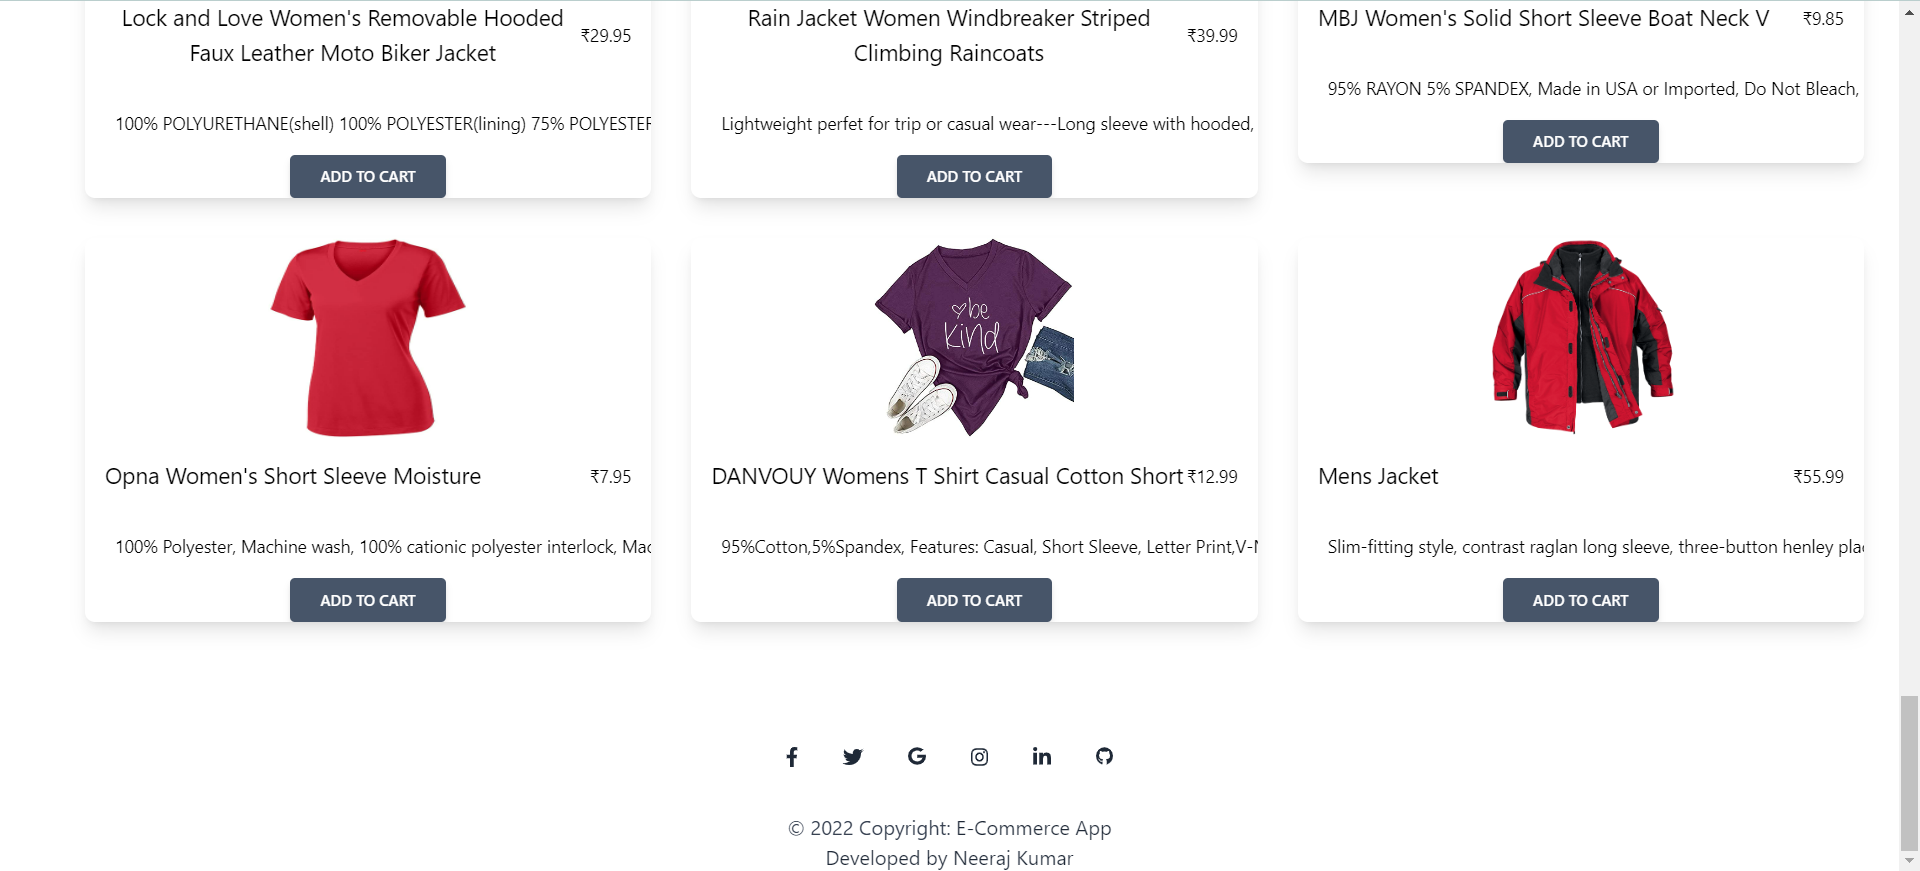 Lock and Love Women's Removable Hooded
Faux Leather Moto Biker Jacket
₹29.95
100% POLYURETHANE(shell) 100% POLYESTER(lining) 75% POLYESTER
ADD TO CART
Rain Jacket Women Windbreaker Striped
Climbing Raincoats
₹39.99
Lightweight perfet for trip or casual wear---Long sleeve with hooded,
ADD TO CART
MBJ Women's Solid Short Sleeve Boat Neck V
₹9.85
95% RAYON 5% SPANDEX, Made in USA or Imported, Do Not Bleach,
ADD TO CART
Opna Women's Short Sleeve Moisture
₹7.95
100% Polyester, Machine wash, 100% cationic polyester interlock, Mac
ADD TO CART
be
kind
DANVOUY Womens T Shirt Casual Cotton Short
₹12.99
95%Cotton,5%Spandex, Features: Casual, Short Sleeve, Letter Print,V-N
ADD TO CART
Mens Jacket
₹55.99
Slim-fitting style, contrast raglan long sleeve, three-button henley pla
ADD TO CART
© 2022 Copyright: E-Commerce App
Developed by Neeraj Kumar